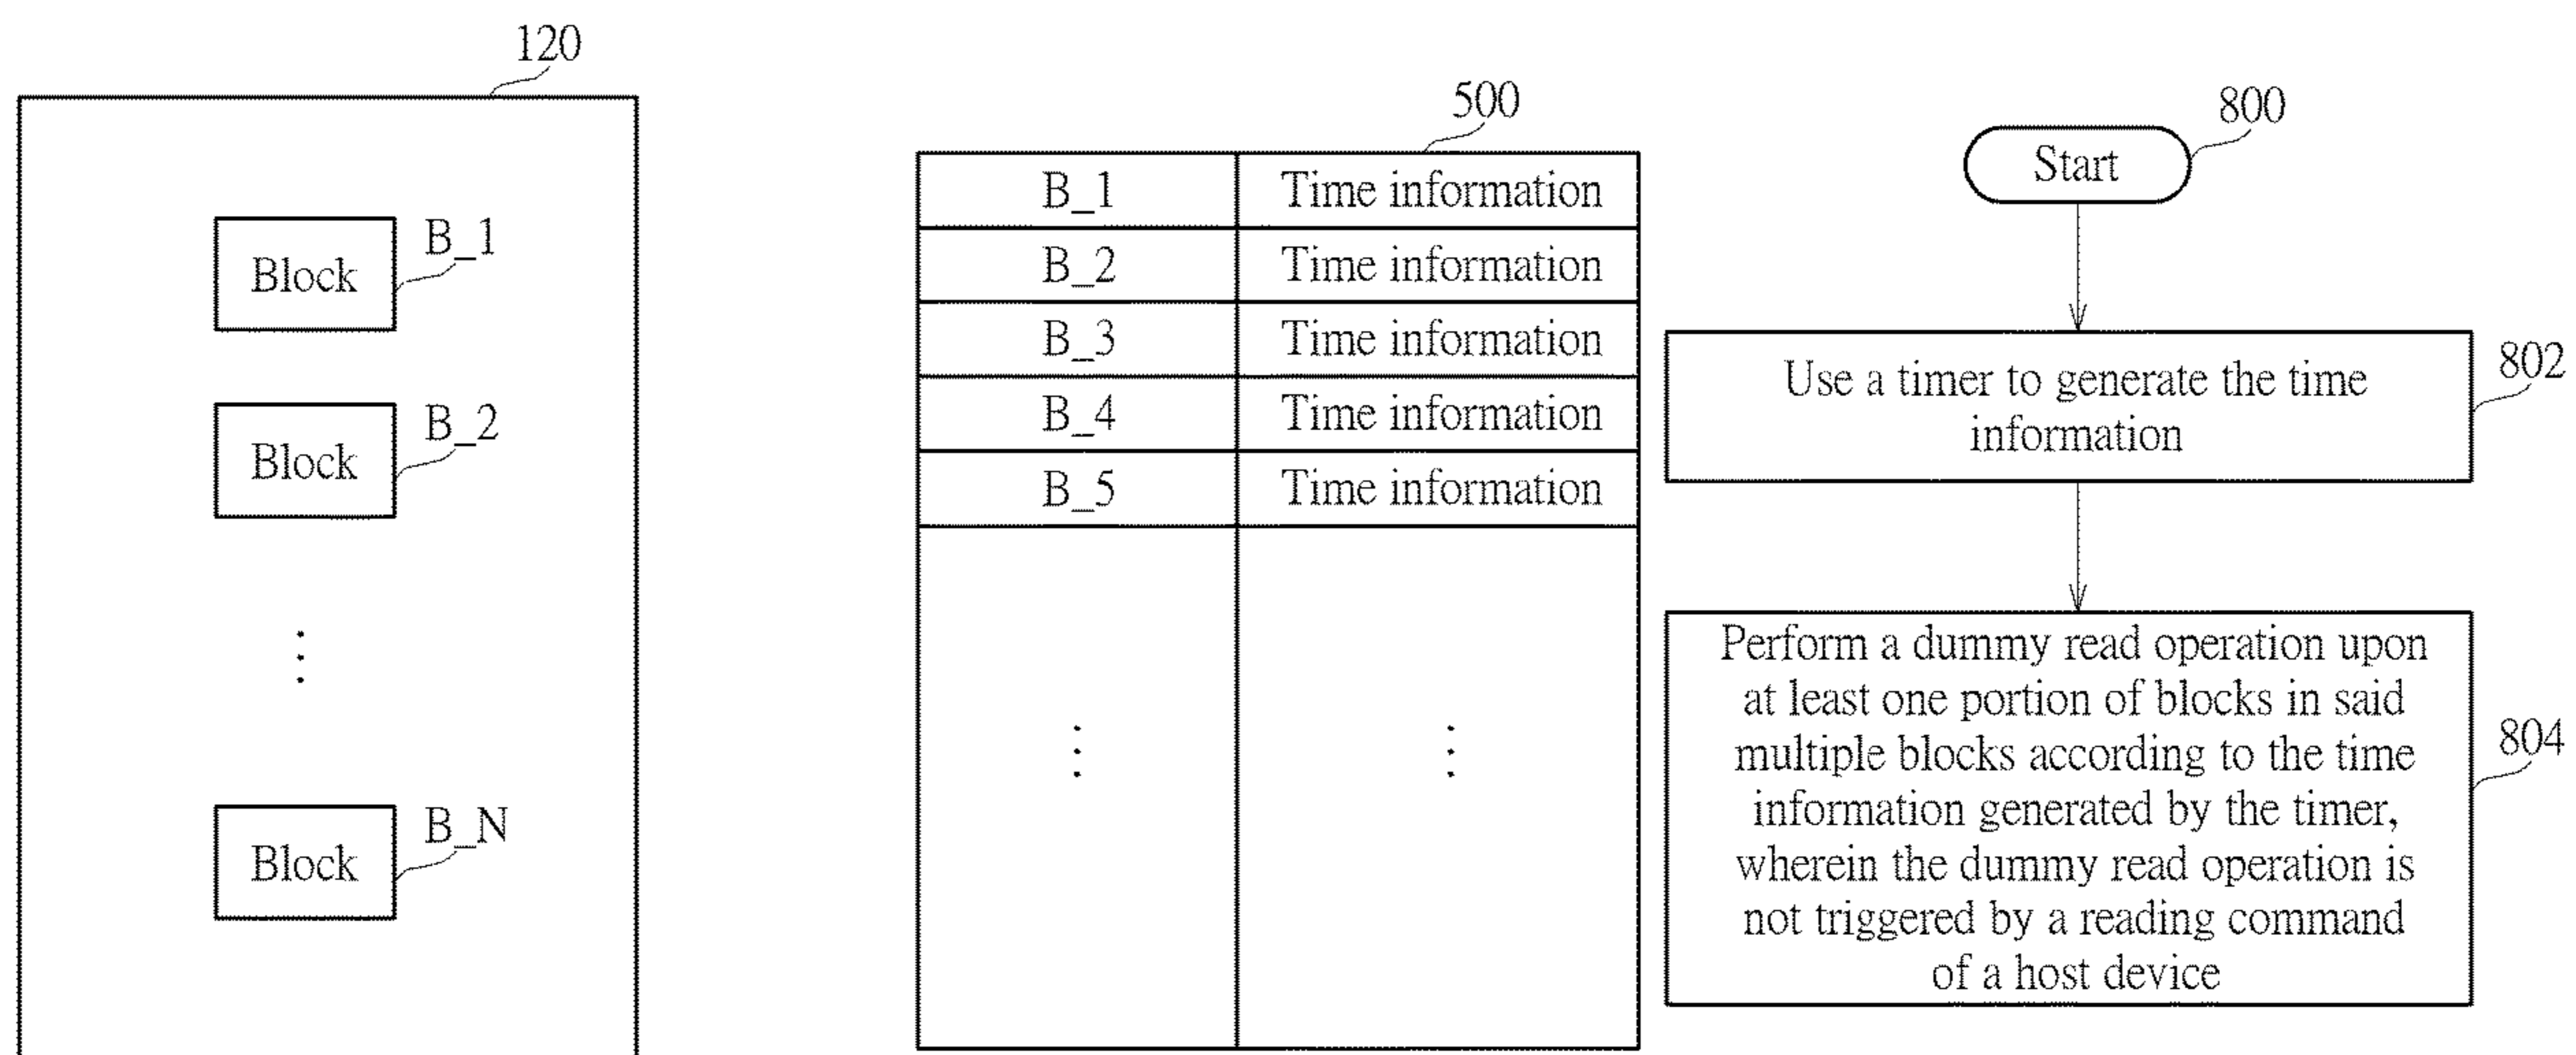 120
Block
B_1
Block
B_2
Block
B_N
500
B_1 Time information
B_2 Time information
B_3 Time information
B_4 Time information
B_5 Time information
800
Start
802
Use a timer to generate the time
information
804
Perform a dummy read operation upon
at least one portion of blocks in said
multiple blocks according to the time
information generated by the timer,
wherein the dummy read operation is
not triggered by a reading command
of a host device